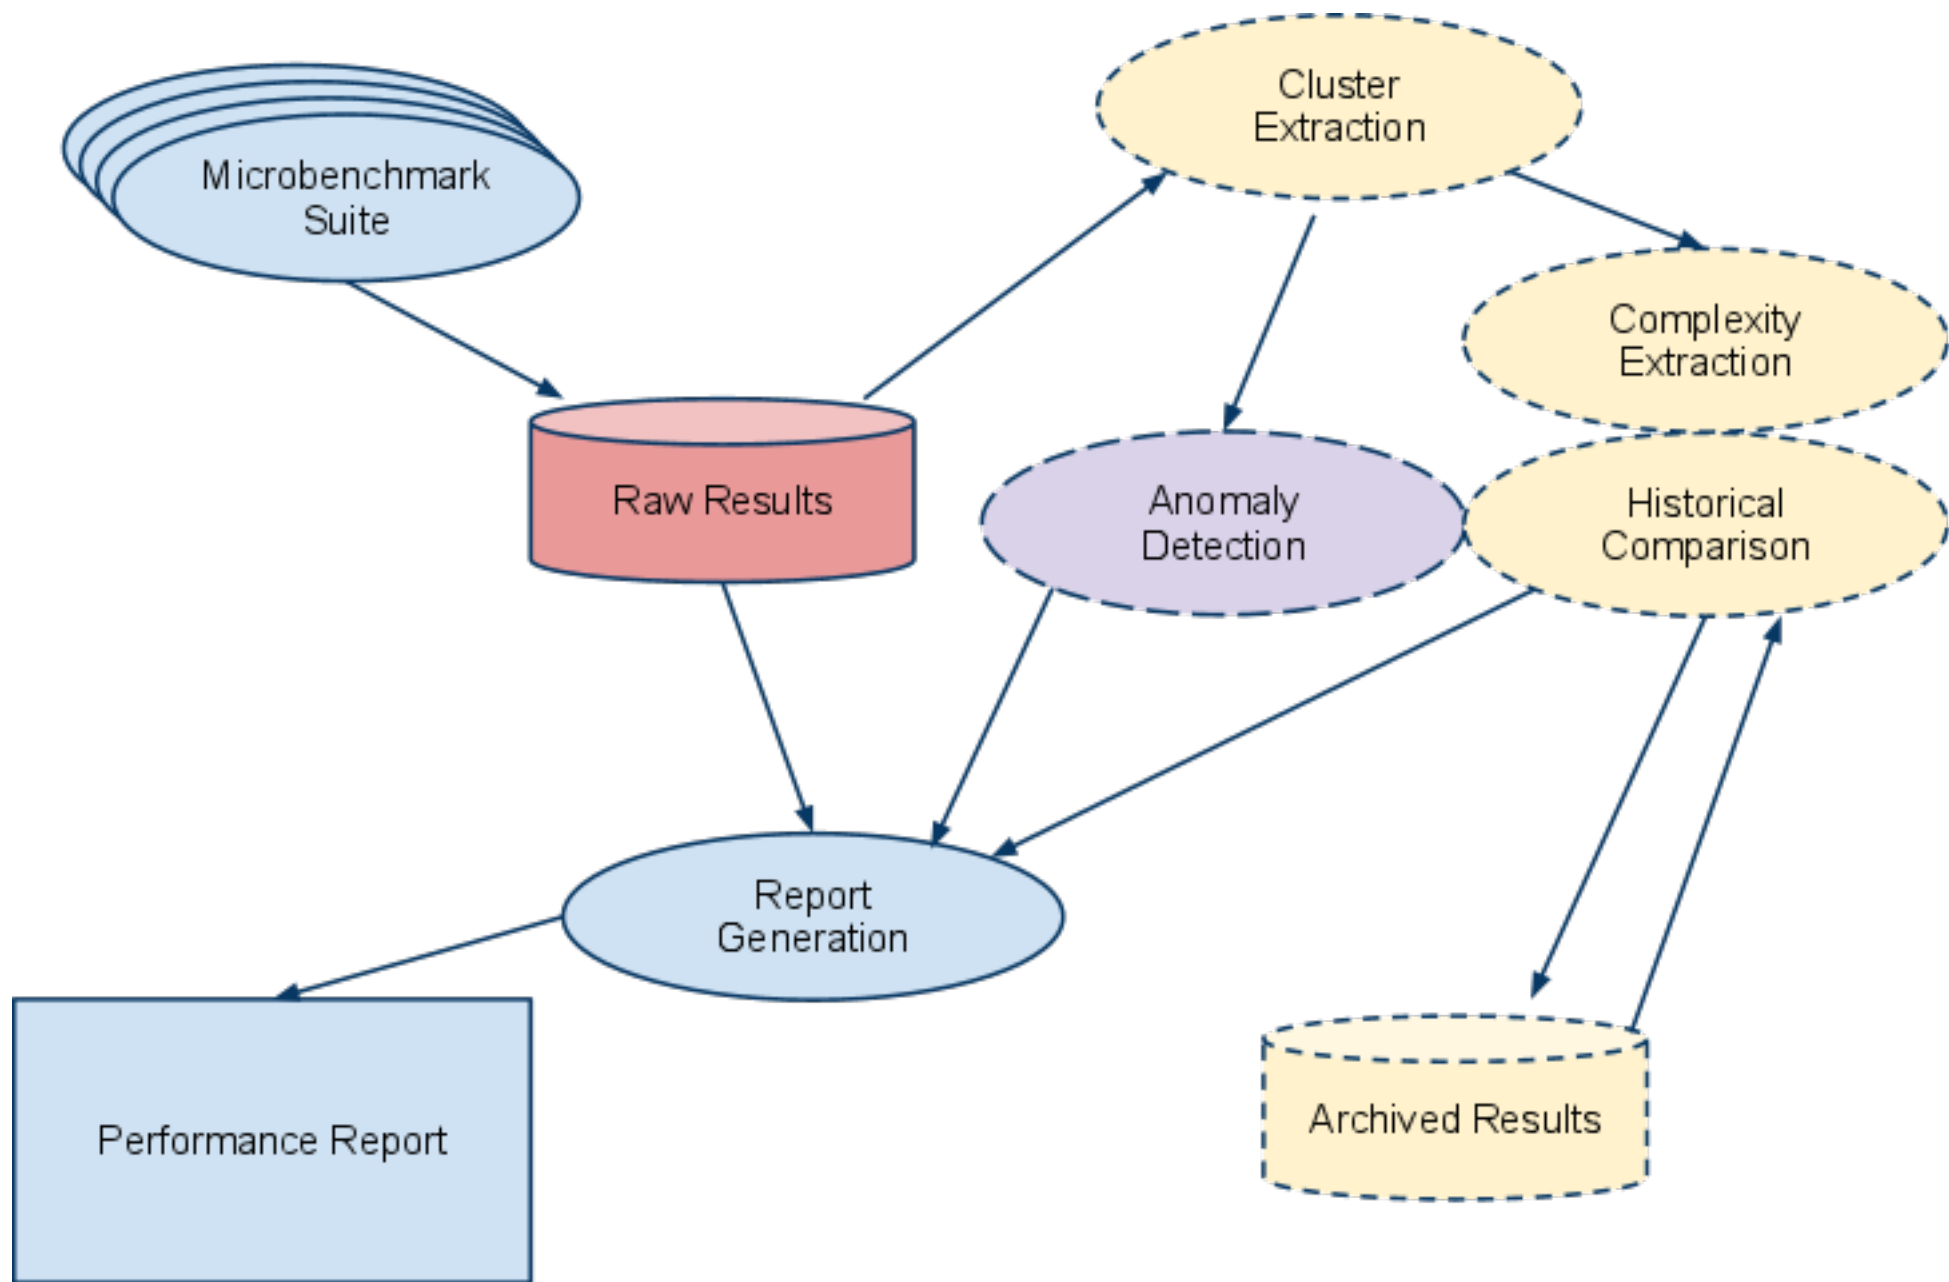 Cluster
Extraction
Microbenchmark
Suite
Complexity
Extraction
Raw Results
Anomaly
Detection
Historical
Comparison
Report
Generation
Performance Report
Archived Results